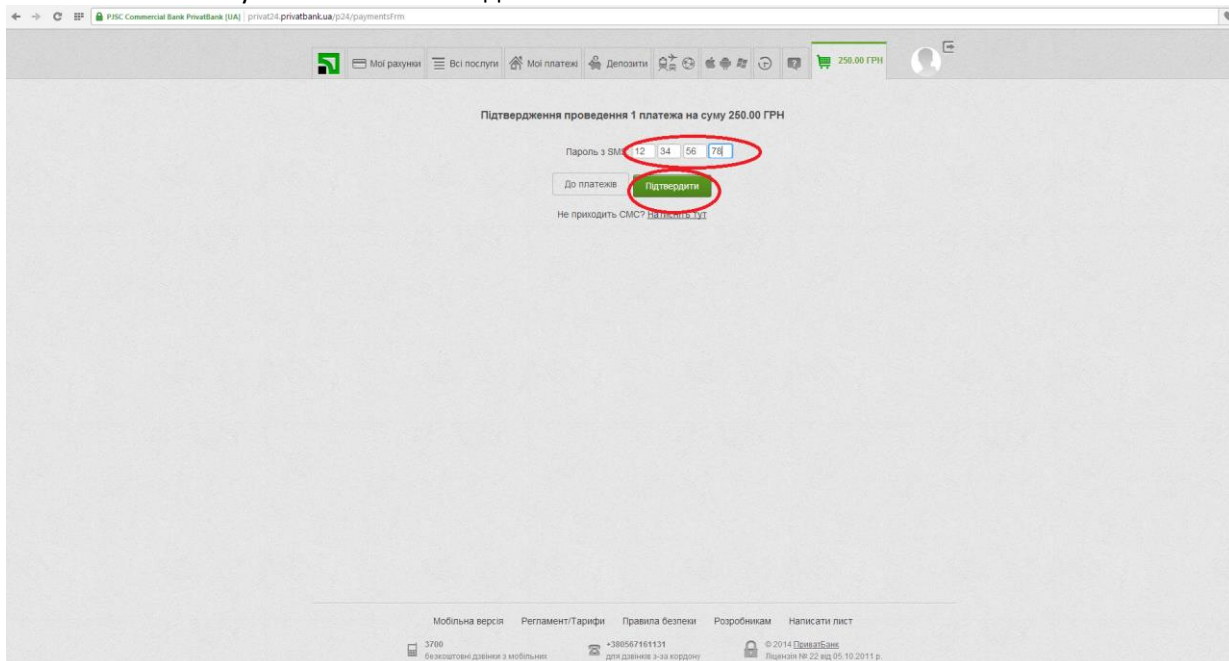 PJSC Commercial Bank PrivatBank [UA] privat24.privatbank.ua/p24/paymentsFrm
Мої рахунки Всі послуги Мої платежі Депозити 250.00 ГРН
Підтвердження проведення 1 платежа на суму 250.00 ГРН
Пароль з SMS 12 34 56 78
До платежів Підтвердити
Не приходить СМС? Натисніть тут
Мобільна версія Регламент/Тарифи Правила безпеки Розробникам Написати лист
3700 +380567161131 © 2014 ПриватБанк
безкоштовні дзвінки з мобільних для дзвінків з-за кордону Ліцензія № 22 від 05.10.2011 р.